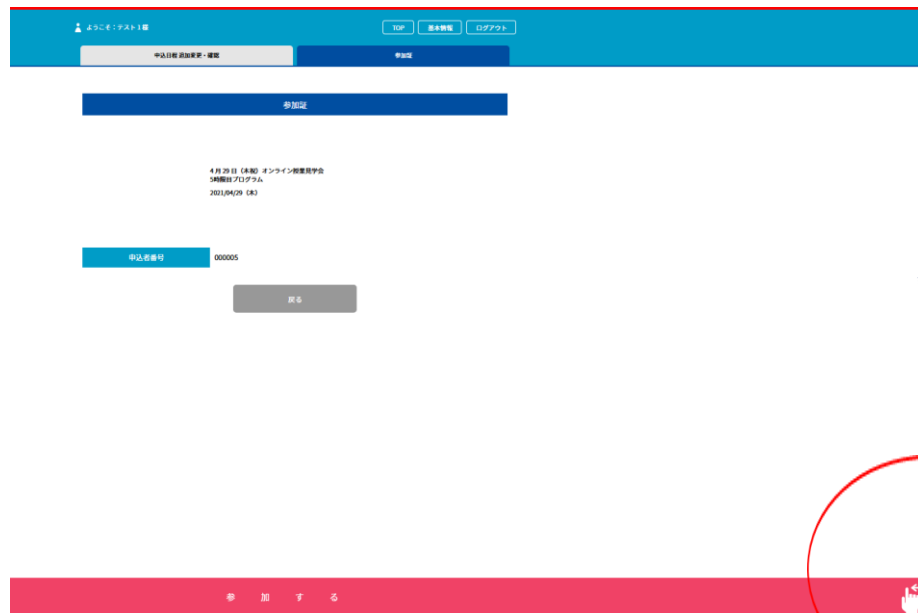 ようこそ：テスト1様
TOP
基本情報
ログアウト
申込日程 追加変更・確認
参加証
参加証
4月29日（木祝）オンライン授業見学会
5時間目プログラム
2021/04/29（木）
申込者番号
000005
戻る
参加する